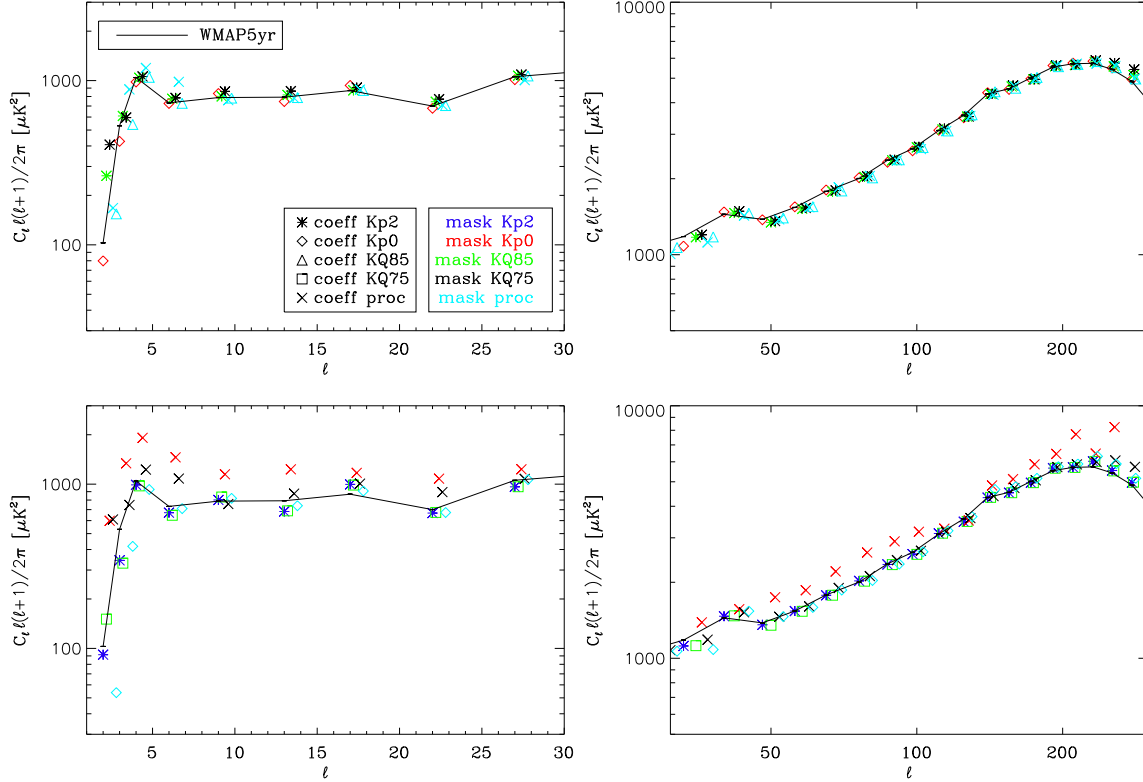 WMAP5yr
1000
100
C_ℓ ℓ(ℓ+1)/2π [μK²]
coeff Kp2
coeff Kp0
coeff KQ85
coeff KQ75
coeff proc
mask Kp2
mask Kp0
mask KQ85
mask KQ75
mask proc
5 10 15 20 25 30
ℓ
10000
1000
C_ℓ ℓ(ℓ+1)/2π [μK²]
50 100 200
ℓ
1000
100
C_ℓ ℓ(ℓ+1)/2π [μK²]
5 10 15 20 25 30
ℓ
10000
1000
C_ℓ ℓ(ℓ+1)/2π [μK²]
50 100 200
ℓ